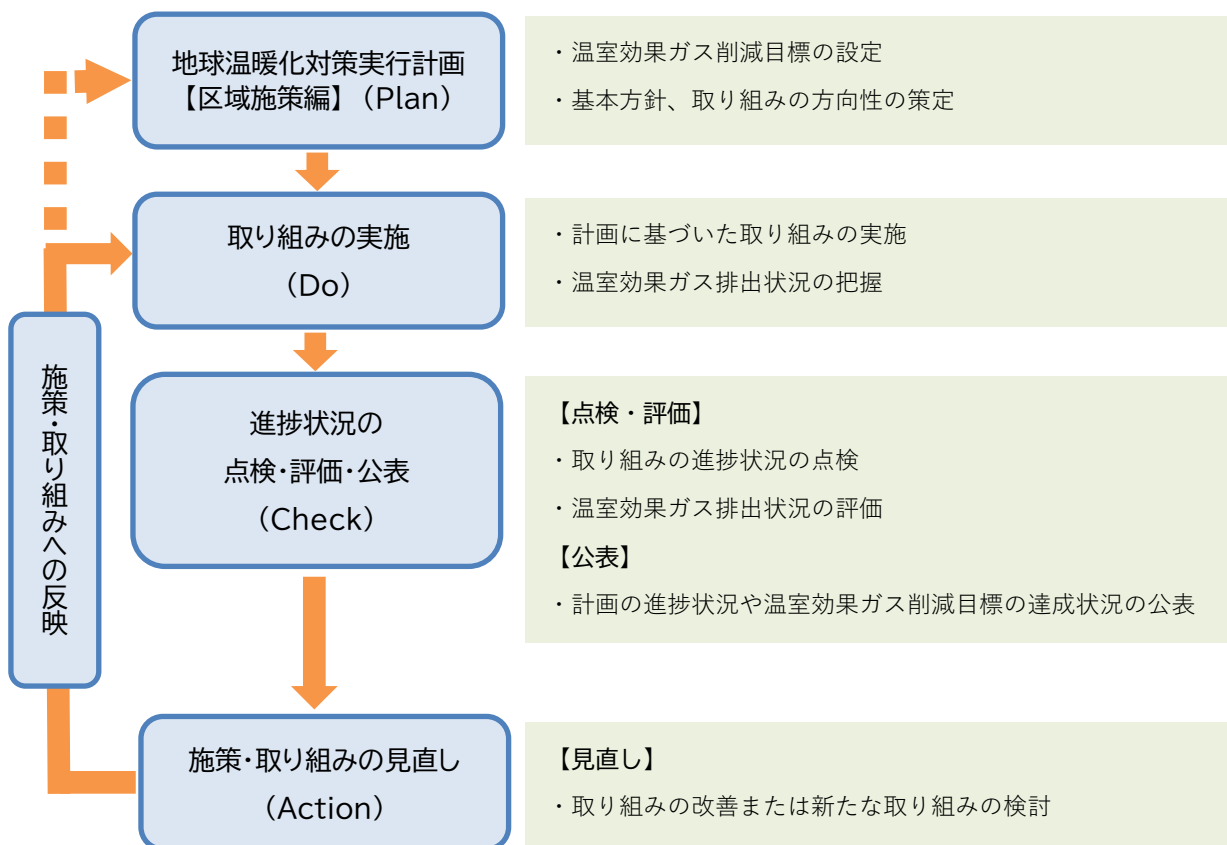 地球温暖化対策実行計画
【区域施策編】（Plan）
・温室効果ガス削減目標の設定
・基本方針、取り組みの方向性の策定
取り組みの実施
（Do）
・計画に基づいた取り組みの実施
・温室効果ガス排出状況の把握
進捗状況の
点検・評価・公表
（Check）
【点検・評価】
・取り組みの進捗状況の点検
・温室効果ガス排出状況の評価
【公表】
・計画の進捗状況や温室効果ガス削減目標の達成状況の公表
施策・取り組みの見直し
（Action）
【見直し】
・取り組みの改善または新たな取り組みの検討
施策・取り組みへの反映